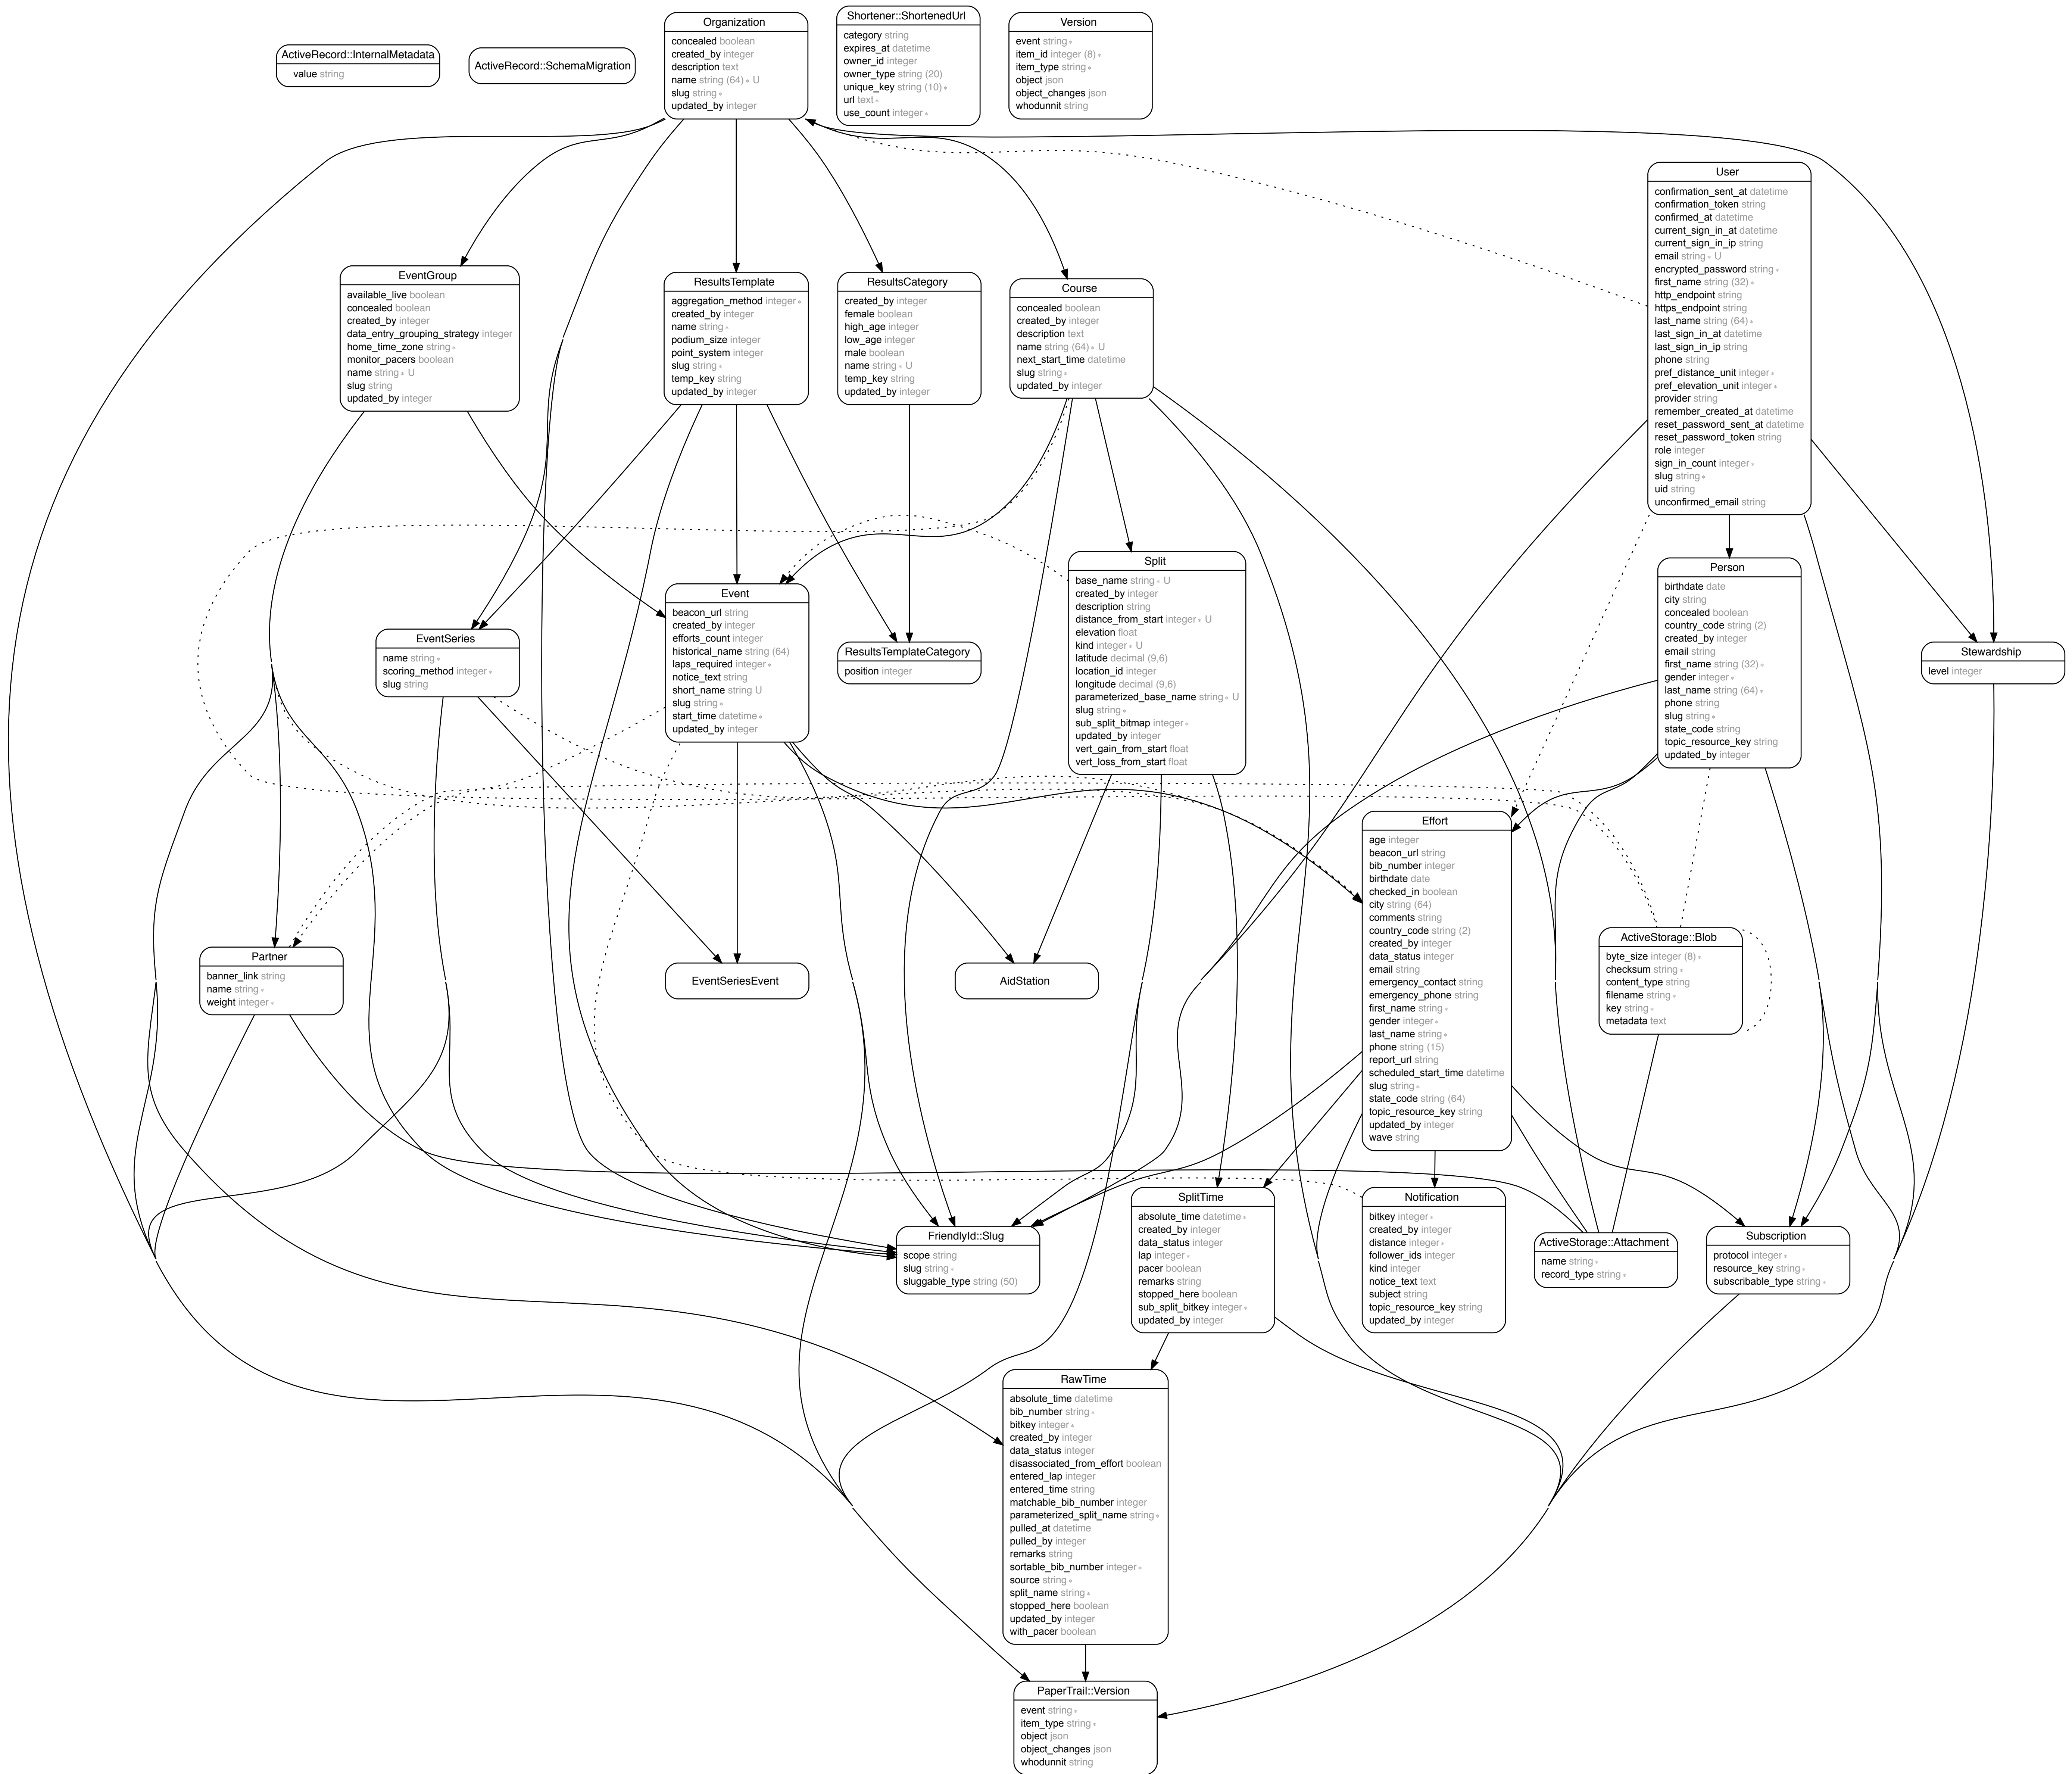 Organization
concealed boolean
created_by integer
description text
name string (64) ∗ U
slug string ∗
updated_by integer
Shortener::ShortenedUrl
category string
expires_at datetime
owner_id integer
owner_type string (20)
unique_key string (10) ∗
url text ∗
use_count integer ∗
Version
event string ∗
item_id integer (8) ∗
item_type string ∗
object json
object_changes json
whodunnit string
ActiveRecord::InternalMetadata
value string
ActiveRecord::SchemaMigration
User
confirmation_sent_at datetime
confirmation_token string
confirmed_at datetime
current_sign_in_at datetime
current_sign_in_ip string
email string ∗ U
encrypted_password string ∗
first_name string (32) ∗
http_endpoint string
https_endpoint string
last_name string (64) ∗
last_sign_in_at datetime
last_sign_in_ip string
phone string
pref_distance_unit integer ∗
pref_elevation_unit integer ∗
provider string
remember_created_at datetime
reset_password_sent_at datetime
reset_password_token string
role integer
sign_in_count integer ∗
slug string ∗
uid string
unconfirmed_email string
EventGroup
available_live boolean
concealed boolean
created_by integer
data_entry_grouping_strategy integer
home_time_zone string ∗
monitor_pacers boolean
name string ∗ U
slug string
updated_by integer
ResultsTemplate
aggregation_method integer ∗
created_by integer
name string ∗
podium_size integer
point_system integer
slug string ∗
temp_key string
updated_by integer
ResultsCategory
created_by integer
female boolean
high_age integer
low_age integer
male boolean
name string ∗ U
temp_key string
updated_by integer
Course
concealed boolean
created_by integer
description text
name string (64) ∗ U
next_start_time datetime
slug string ∗
updated_by integer
Split
base_name string ∗ U
created_by integer
description string
distance_from_start integer ∗ U
elevation float
kind integer ∗ U
latitude decimal (9,6)
location_id integer
longitude decimal (9,6)
parameterized_base_name string ∗ U
slug string ∗
sub_split_bitmap integer ∗
updated_by integer
vert_gain_from_start float
vert_loss_from_start float
Person
birthdate date
city string
concealed boolean
country_code string (2)
created_by integer
email string
first_name string (32) ∗
gender integer ∗
last_name string (64) ∗
phone string
slug string ∗
state_code string
topic_resource_key string
updated_by integer
Event
beacon_url string
created_by integer
efforts_count integer
historical_name string (64)
laps_required integer ∗
notice_text string
short_name string U
slug string ∗
start_time datetime ∗
updated_by integer
EventSeries
name string ∗
scoring_method integer ∗
slug string
ResultsTemplateCategory
position integer
Stewardship
level integer
Effort
age integer
beacon_url string
bib_number integer
birthdate date
checked_in boolean
city string (64)
comments string
country_code string (2)
created_by integer
data_status integer
email string
emergency_contact string
emergency_phone string
first_name string ∗
gender integer ∗
last_name string ∗
phone string (15)
report_url string
scheduled_start_time datetime
slug string ∗
state_code string (64)
topic_resource_key string
updated_by integer
wave string
ActiveStorage::Blob
byte_size integer (8) ∗
checksum string ∗
content_type string
filename string ∗
key string ∗
metadata text
Partner
banner_link string
name string ∗
weight integer ∗
EventSeriesEvent
AidStation
SplitTime
absolute_time datetime ∗
created_by integer
data_status integer
lap integer ∗
pacer boolean
remarks string
stopped_here boolean
sub_split_bitkey integer ∗
updated_by integer
Notification
bitkey integer ∗
created_by integer
distance integer ∗
follower_ids integer
kind integer
notice_text text
subject string
topic_resource_key string
updated_by integer
FriendlyId::Slug
scope string
slug string ∗
sluggable_type string (50)
ActiveStorage::Attachment
name string ∗
record_type string ∗
Subscription
protocol integer ∗
resource_key string ∗
subscribable_type string ∗
RawTime
absolute_time datetime
bib_number string ∗
bitkey integer ∗
created_by integer
data_status integer
disassociated_from_effort boolean
entered_lap integer
entered_time string
matchable_bib_number integer
parameterized_split_name string ∗
pulled_at datetime
pulled_by integer
remarks string
sortable_bib_number integer ∗
source string ∗
split_name string ∗
stopped_here boolean
updated_by integer
with_pacer boolean
PaperTrail::Version
event string ∗
item_type string ∗
object json
object_changes json
whodunnit string